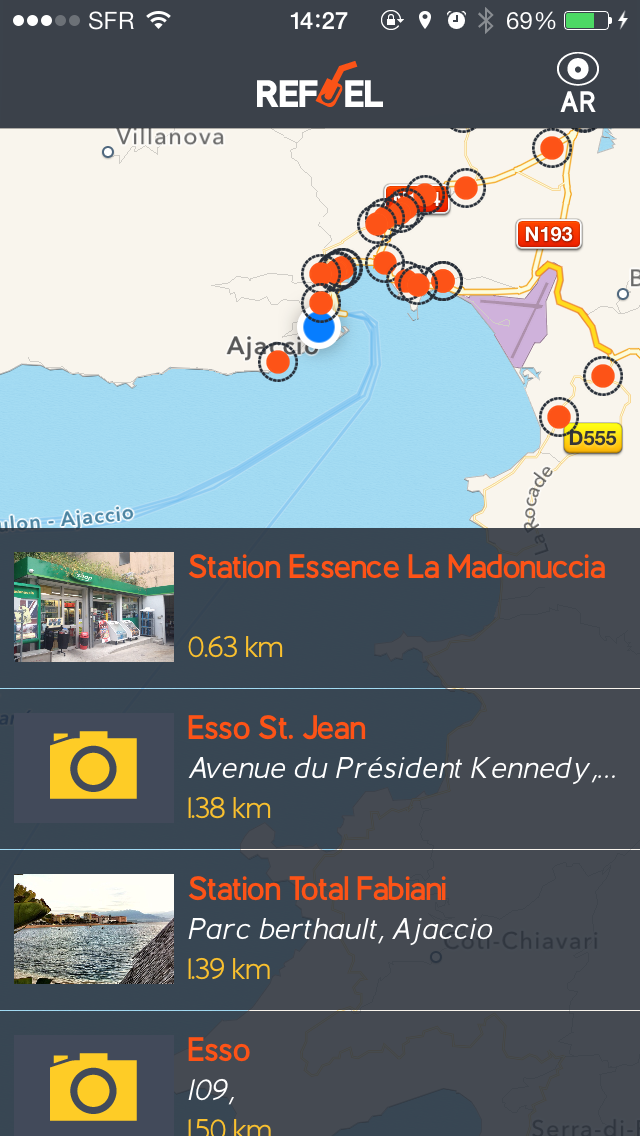 SFR 14:27 69%
REFUEL
AR
Villanova
N193
Ajaccio
D555
La Rocade
ulon - Ajaccio
Station Essence La Madonuccia
0.63 km
Esso St. Jean
Avenue du Président Kennedy,...
1.38 km
Station Total Fabiani
Parc berthault, Ajaccio
1.39 km
Coti-Chiavari
Esso
109,
1.50 km
Serra-di-